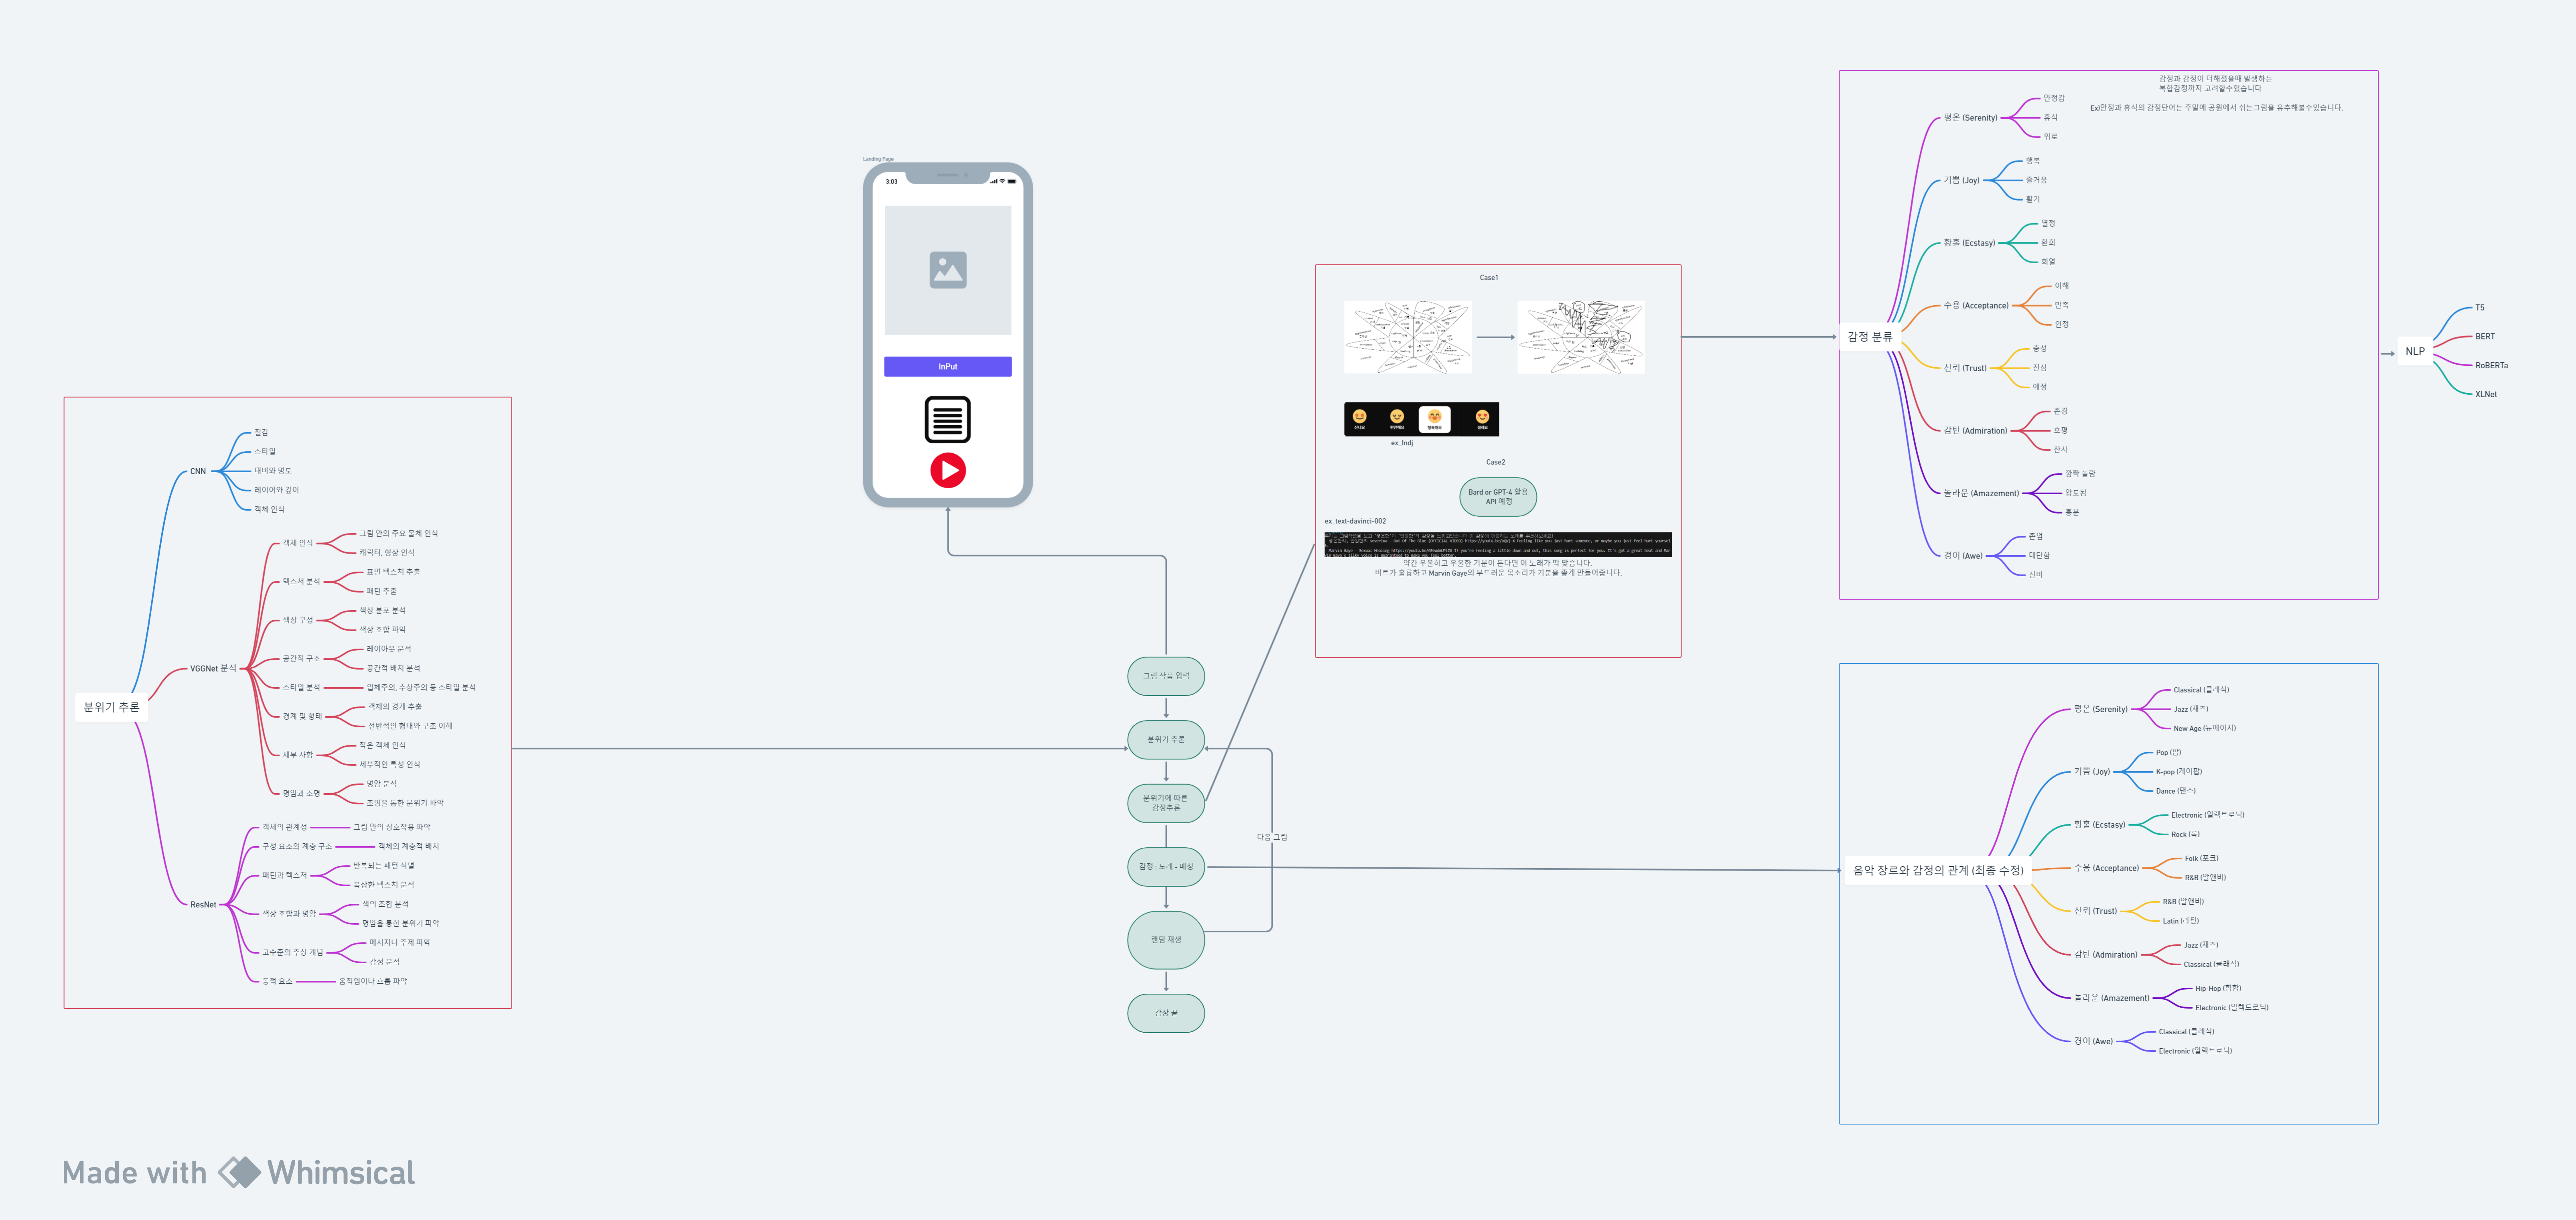 분위기 추론
CNN
질감
스타일
대비와 명도
레이어와 깊이
객체 인식
VGGNet 분석
객체 인식
그림 안의 주요 물체 인식
캐릭터, 형상 인식
텍스처 분석
표면 텍스처 추출
패턴 추출
색상 구성
색상 분포 분석
색상 조합 파악
공간적 구조
레이아웃 분석
공간적 배치 분석
스타일 분석
입체주의, 추상주의 등 스타일 분석
경계 및 형태
객체의 경계 추출
전반적인 형태와 구조 이해
세부 사항
작은 객체 인식
세부적인 특성 인식
명암과 조명
명암 분석
조명을 통한 분위기 파악
ResNet
객체의 관계성
그림 안의 상호작용 파악
구성 요소의 계층 구조
객체의 계층적 배치
패턴과 텍스처
반복되는 패턴 식별
복잡한 텍스처 분석
색상 조합과 명암
색의 조합 분석
명암을 통한 분위기 파악
고수준의 추상 개념
메시지나 주제 파악
감정 분석
동적 요소
움직임이나 흐름 파악
Landing Page
3:03
InPut
그림 작품 입력
분위기 추론
분위기에 따른
감정추론
감정 : 노래 - 매칭
랜덤 재생
감상 끝
다음 그림
Case1
신나요
편안해요
행복해요
설레요
ex_Indj
Case2
Bard or GPT-4 활용
API 예정
ex_text-davinci-002
약간 우울하고 우울한 기분이 든다면 이 노래가 딱 맞습니다.
비트가 훌륭하고 Marvin Gaye의 부드러운 목소리가 기분을 좋게 만들어줍니다.
감정과 감정이 더해졌을때 발생하는
복합감정까지 고려할수있습니다
Ex)안정과 휴식의 감정단어는 주말에 공원에서 쉬는그림을 유추해볼수있습니다.
감정 분류
평온 (Serenity)
안정감
휴식
위로
기쁨 (Joy)
행복
즐거움
활기
황홀 (Ecstasy)
열정
환희
희열
수용 (Acceptance)
이해
만족
인정
신뢰 (Trust)
충성
진심
애정
감탄 (Admiration)
존경
호평
찬사
놀라운 (Amazement)
깜짝 놀람
압도됨
흥분
경이 (Awe)
존엄
대단함
신비
NLP
T5
BERT
RoBERTa
XLNet
음악 장르와 감정의 관계 (최종 수정)
평온 (Serenity)
Classical (클래식)
Jazz (재즈)
New Age (뉴에이지)
기쁨 (Joy)
Pop (팝)
K-pop (케이팝)
Dance (댄스)
황홀 (Ecstasy)
Electronic (일렉트로닉)
Rock (록)
수용 (Acceptance)
Folk (포크)
R&B (알앤비)
신뢰 (Trust)
R&B (알앤비)
Latin (라틴)
감탄 (Admiration)
Jazz (재즈)
Classical (클래식)
놀라운 (Amazement)
Hip-Hop (힙합)
Electronic (일렉트로닉)
경이 (Awe)
Classical (클래식)
Electronic (일렉트로닉)
Made with Whimsical